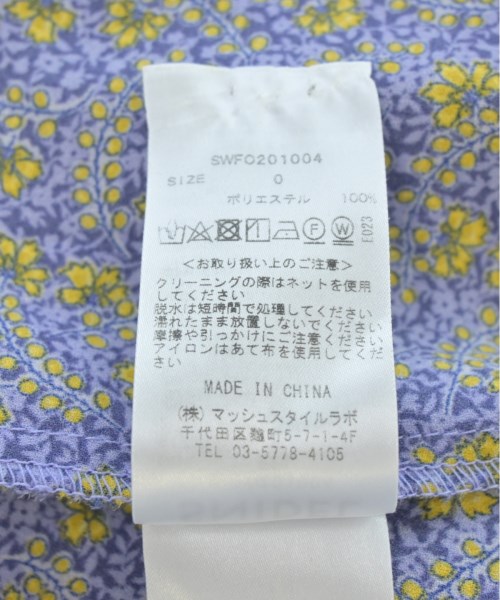 SWFO201004
SIZE 0
ポリエステル 100%
F W
E023
＜お取り扱い上のご注意＞
クリーニングの際はネットを使用
してください
脱水は短時間で処理してください
濡れたまま放置しないでください
摩擦や引っかけにご注意ください
アイロンはあて布を使用してくだ
さい
MADE IN CHINA
(株) マッシュスタイルラボ
千代田区麹町5-7-1-4F
TEL 03-5778-4105